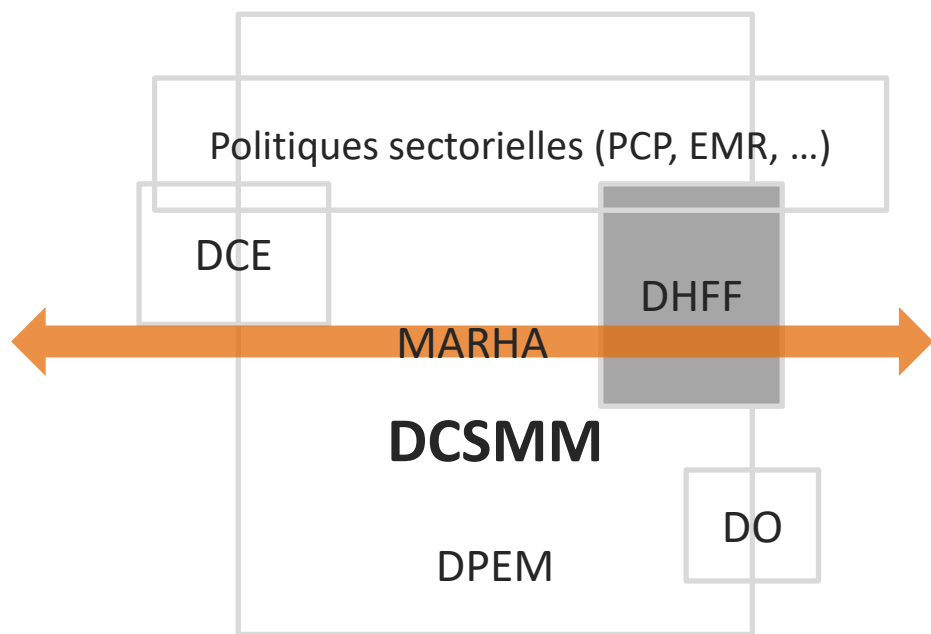 Politiques sectorielles (PCP, EMR, ...)
DCE
DHFF
MARHA
DCSMM
DO
DPEM